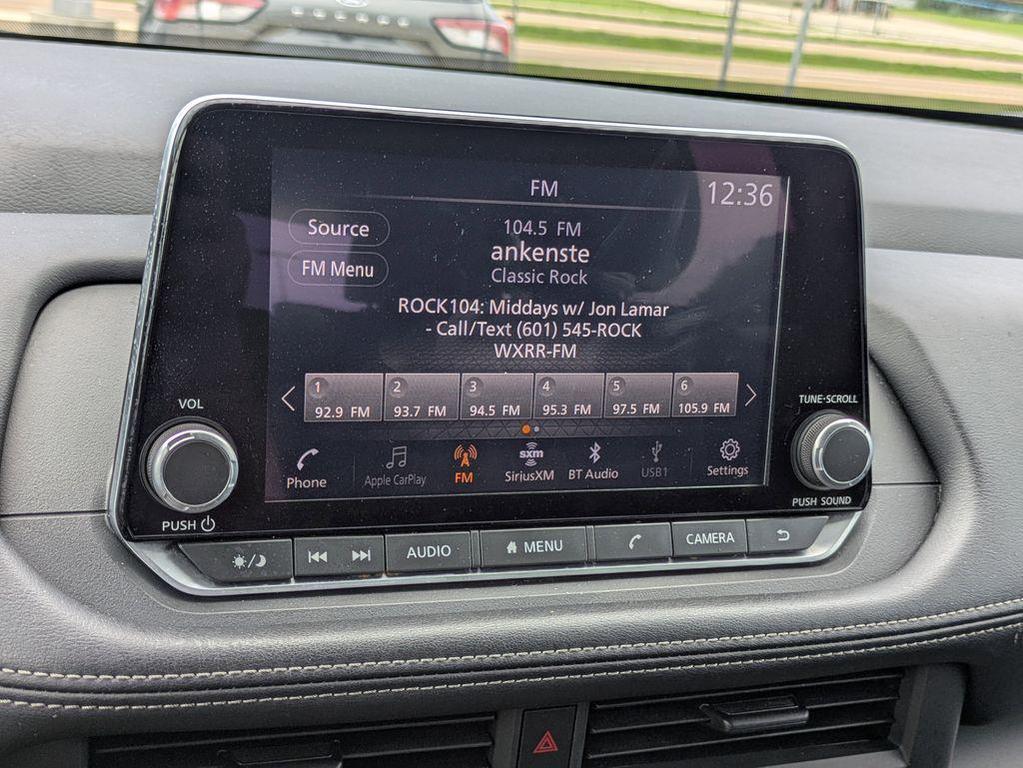 FM
12:36
Source
FM Menu
104.5 FM
ankenste
Classic Rock
ROCK104: Middays w/ Jon Lamar
- Call/Text (601) 545-ROCK
WXRR-FM
1 2 3 4 5 6
92.9 FM 93.7 FM 94.5 FM 95.3 FM 97.5 FM 105.9 FM
Phone
Apple CarPlay
FM
sxm
SiriusXM
BT Audio
USB1
Settings
VOL
PUSH
TUNE·SCROLL
PUSH SOUND
AUDIO
MENU
CAMERA